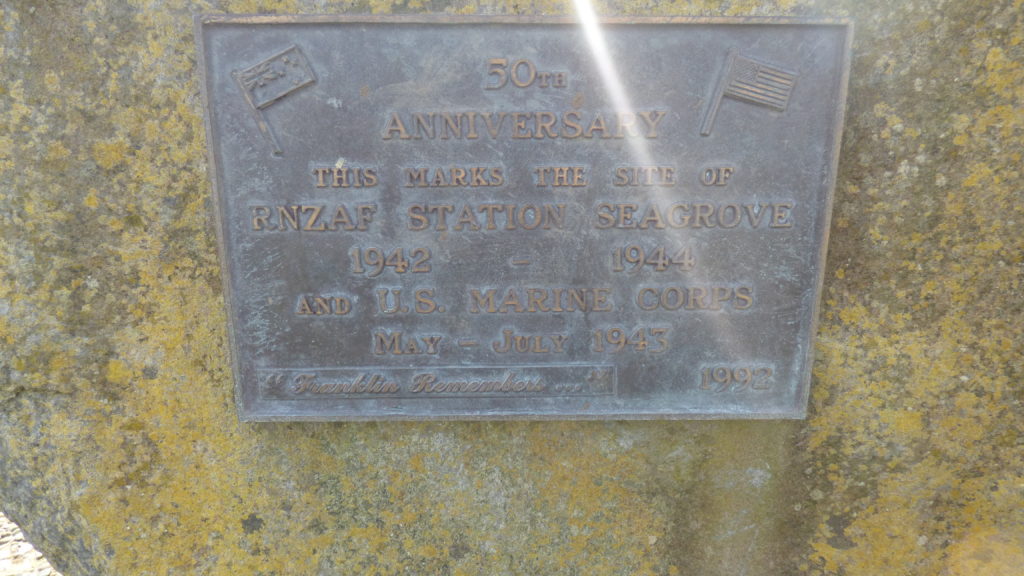 50TH
ANNIVERSARY
THIS MARKS THE SITE OF
RNZAF STATION SEAGROVE
1942 - 1944
AND U.S. MARINE CORPS
MAY - JULY 1943
"Franklin Remembers ..."
1992